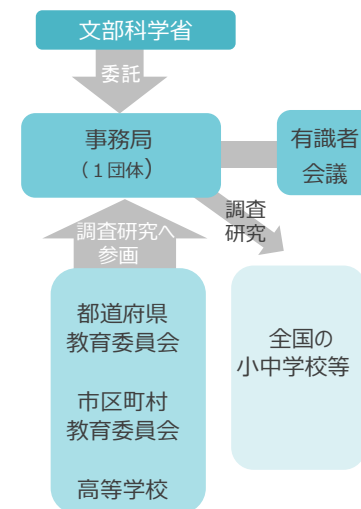 文部科学省
委託
事務局
（１団体）
有識者
会議
調査
研究
調査研究へ
参画
都道府県
教育委員会
市区町村
教育委員会
高等学校
全国の
小中学校等